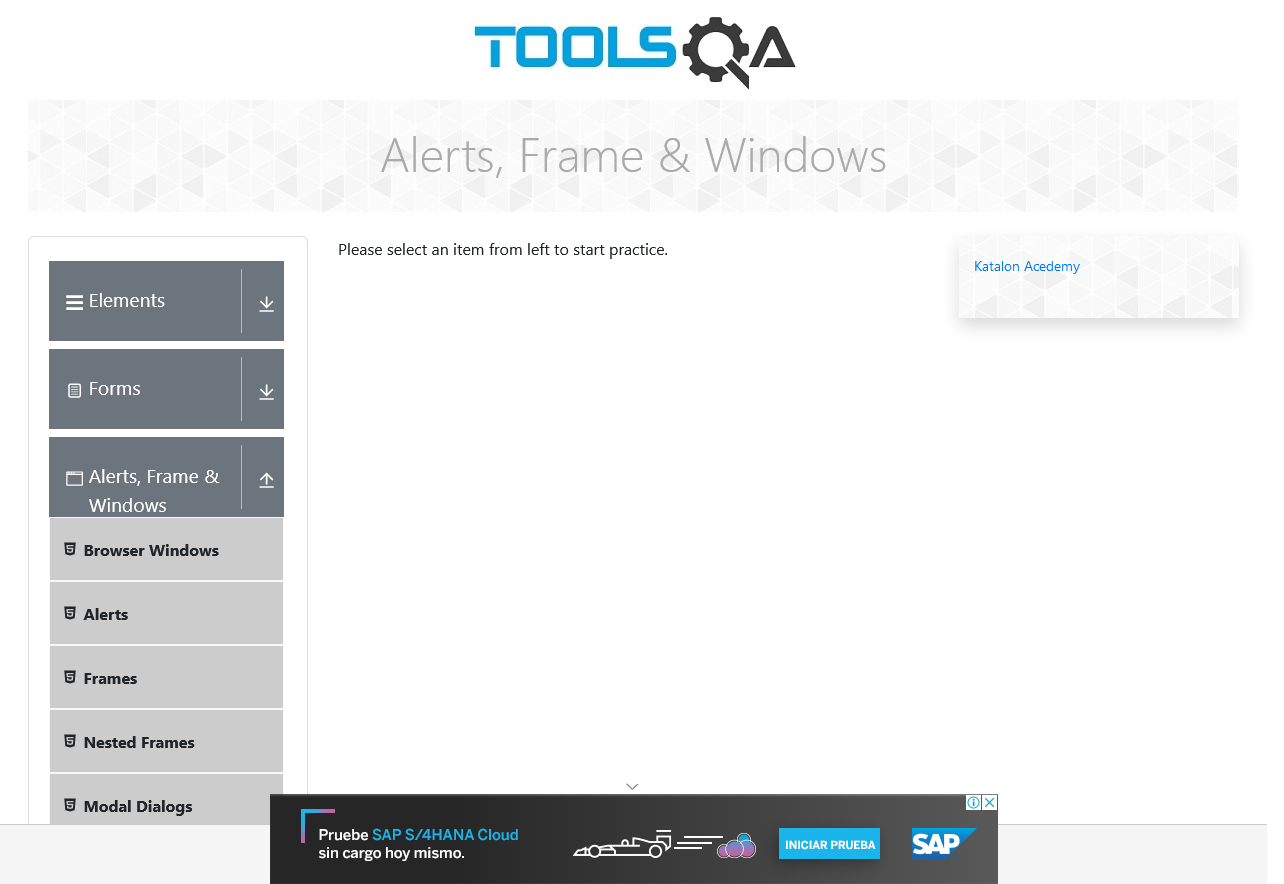 TOOLSQA
Alerts, Frame & Windows
Elements
Forms
Alerts, Frame &
Windows
Browser Windows
Alerts
Frames
Nested Frames
Modal Dialogs
Please select an item from left to start practice.
Katalon Acedemy
Pruebe SAP S/4HANA Cloud
sin cargo hoy mismo.
INICIAR PRUEBA
SAP